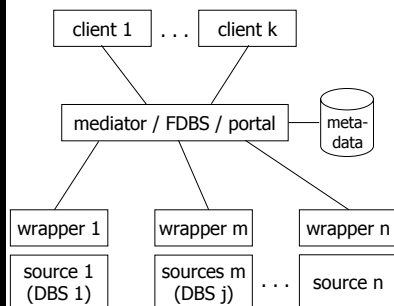 client 1 . . . client k
mediator / FDBS / portal
meta-
data
wrapper 1 wrapper m wrapper n
source 1
(DBS 1)
sources m
(DBS j)
. . .
source n